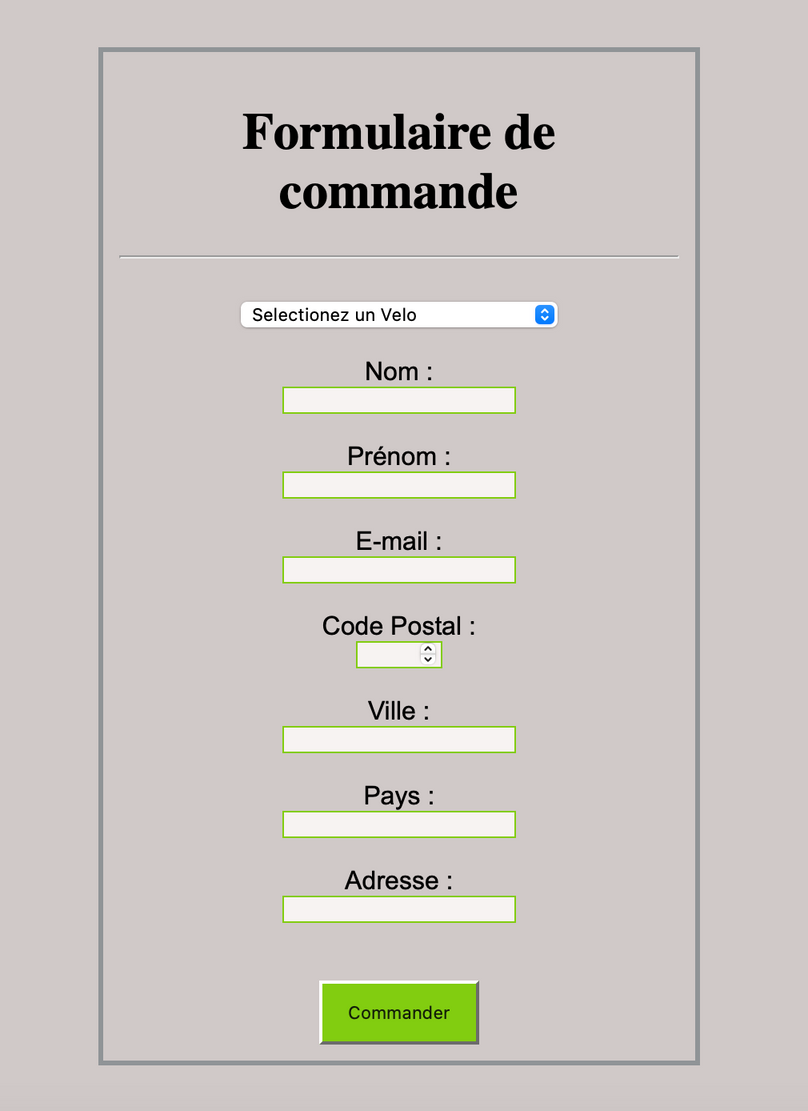 Formulaire de
commande
Selectionez un Velo
Nom :
Prénom :
E-mail :
Code Postal :
Ville :
Pays :
Adresse :
Commander